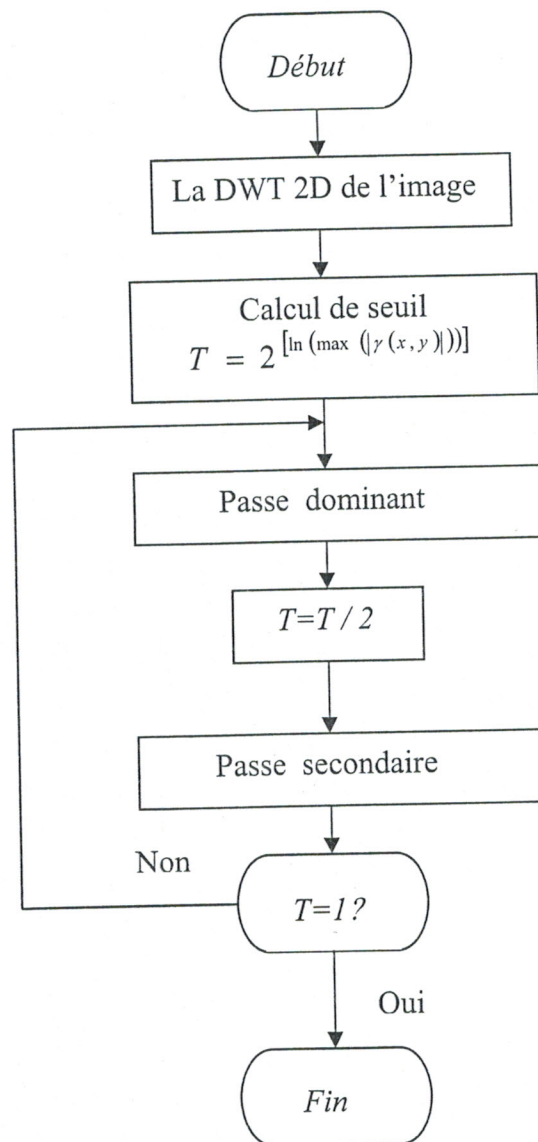 Début
La DWT 2D de l'image
Calcul de seuil
T = 2^[ln (max (|γ(x,y)|))]
Passe dominant
T=T / 2
Passe secondaire
Non
T=1?
Oui
Fin